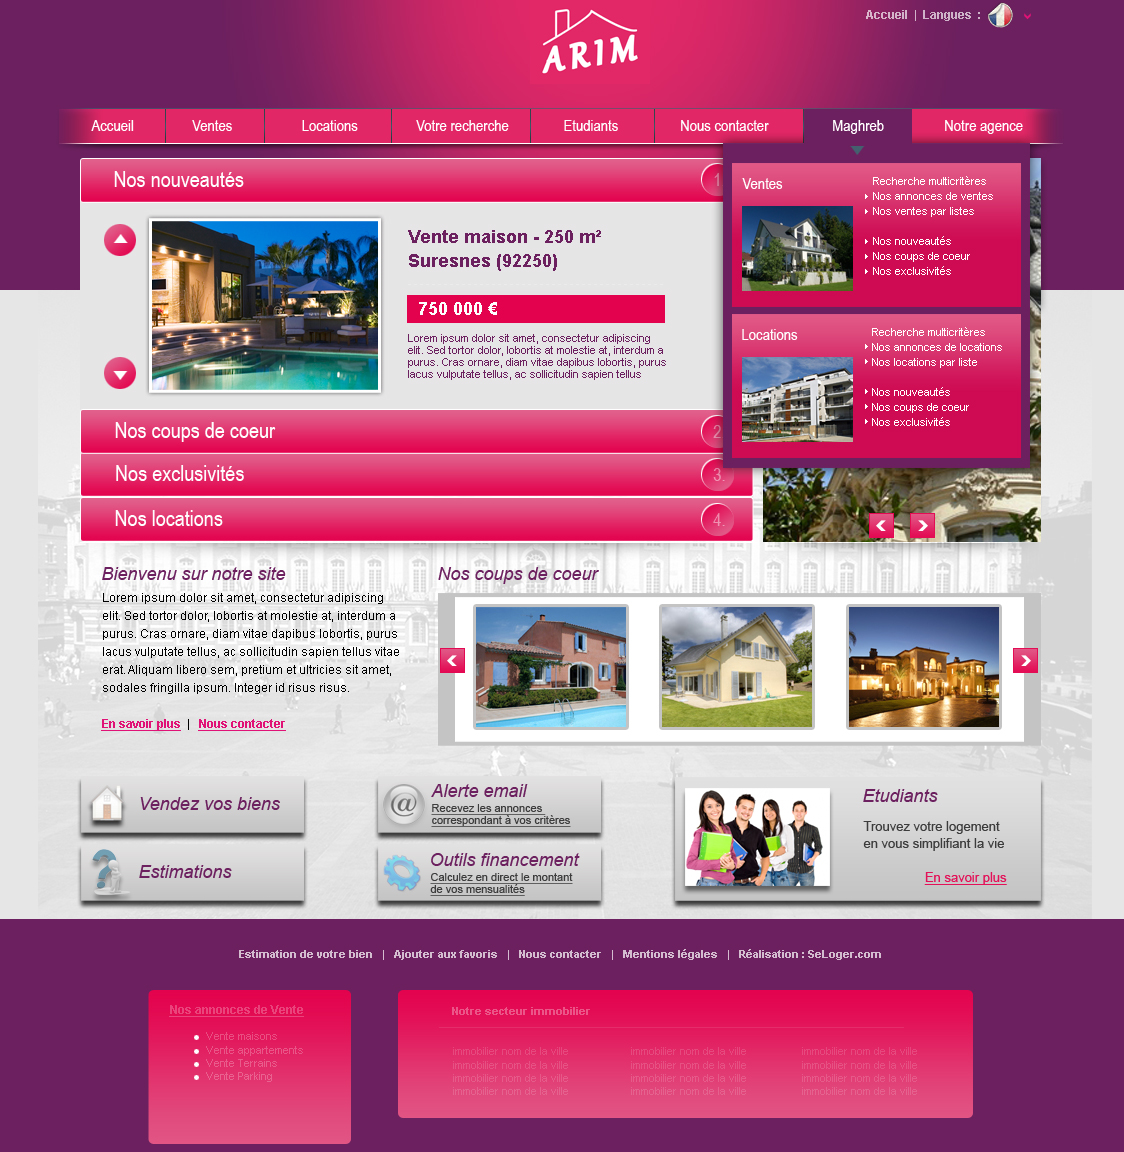 ARIM
Accueil | Langues :
Accueil
Ventes
Locations
Votre recherche
Etudiants
Nous contacter
Maghreb
Notre agence
Nos nouveautés
1
Vente maison - 250 m²
Suresnes (92250)
750 000 €
Lorem ipsum dolor sit amet, consectetur adipiscing
elit. Sed tortor dolor, lobortis at molestie at, interdum a
purus. Cras ornare, diam vitae dapibus lobortis, purus
lacus vulputate tellus, ac sollicitudin sapien tellus
Ventes
Recherche multicritères
Nos annonces de ventes
Nos ventes par listes
Nos nouveautés
Nos coups de coeur
Nos exclusivités
Locations
Recherche multicritères
Nos annonces de locations
Nos locations par liste
Nos nouveautés
Nos coups de coeur
Nos exclusivités
Nos coups de coeur
2
Nos exclusivités
3.
Nos locations
4.
Bienvenu sur notre site
Lorem ipsum dolor sit amet, consectetur adipiscing
elit. Sed tortor dolor, lobortis at molestie at, interdum a
purus. Cras ornare, diam vitae dapibus lobortis, purus
lacus vulputate tellus, ac sollicitudin sapien tellus vitae
erat. Aliquam libero sem, pretium et ultricies sit amet,
sodales fringilla ipsum. Integer id risus risus.
En savoir plus | Nous contacter
Nos coups de coeur
Vendez vos biens
Estimations
@
Alerte email
Recevez les annonces
correspondant à vos critères
Outils financement
Calculez en direct le montant
de vos mensualités
Etudiants
Trouvez votre logement
en vous simplifiant la vie
En savoir plus
Estimation de votre bien | Ajouter aux favoris | Nous contacter | Mentions légales | Réalisation : SeLoger.com
Nos annonces de Vente
Vente maisons
Vente appartements
Vente Terrains
Vente Parking
Notre secteur immobilier
immobilier nom de la ville immobilier nom de la ville immobilier nom de la ville
immobilier nom de la ville immobilier nom de la ville immobilier nom de la ville
immobilier nom de la ville immobilier nom de la ville immobilier nom de la ville
immobilier nom de la ville immobilier nom de la ville immobilier nom de la ville